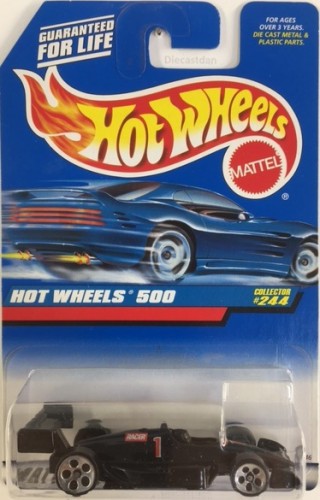 GUARANTEED
FOR LIFE
FOR AGES
OVER 3 YEARS.
DIE CAST METAL &
PLASTIC PARTS.
Diecastdan
Hot Wheels
MATTEL
®
HOT WHEELS® 500
COLLECTOR
#244
RACING
1